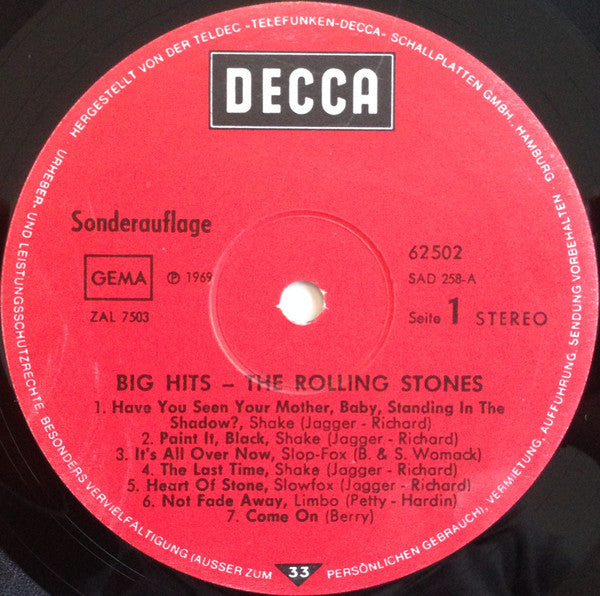 HERGESTELLT VON DER TELDEC »TELEFUNKEN-DECCA« SCHALLPLATTEN GMBH · HAMBURG
URHEBER- UND LEISTUNGSSCHUTZRECHTE, BESONDERS VERVIELFÄLTIGUNG (AUSSER ZUM PERSÖNLICHEN GEBRAUCH), VERMIETUNG, AUFFÜHRUNG, SENDUNG VORBEHALTEN
DECCA
Sonderauflage
GEMA
℗ 1969
ZAL 7503
62502
SAD 258-A
Seite 1 STEREO
BIG HITS – THE ROLLING STONES
1. Have You Seen Your Mother, Baby, Standing In The
Shadow?, Shake (Jagger - Richard)
2. Paint It, Black, Shake (Jagger - Richard)
3. It's All Over Now, Slop-Fox (B. & S. Womack)
4. The Last Time, Shake (Jagger - Richard)
5. Heart Of Stone, Slowfox (Jagger - Richard)
6. Not Fade Away, Limbo (Petty - Hardin)
7. Come On (Berry)
33